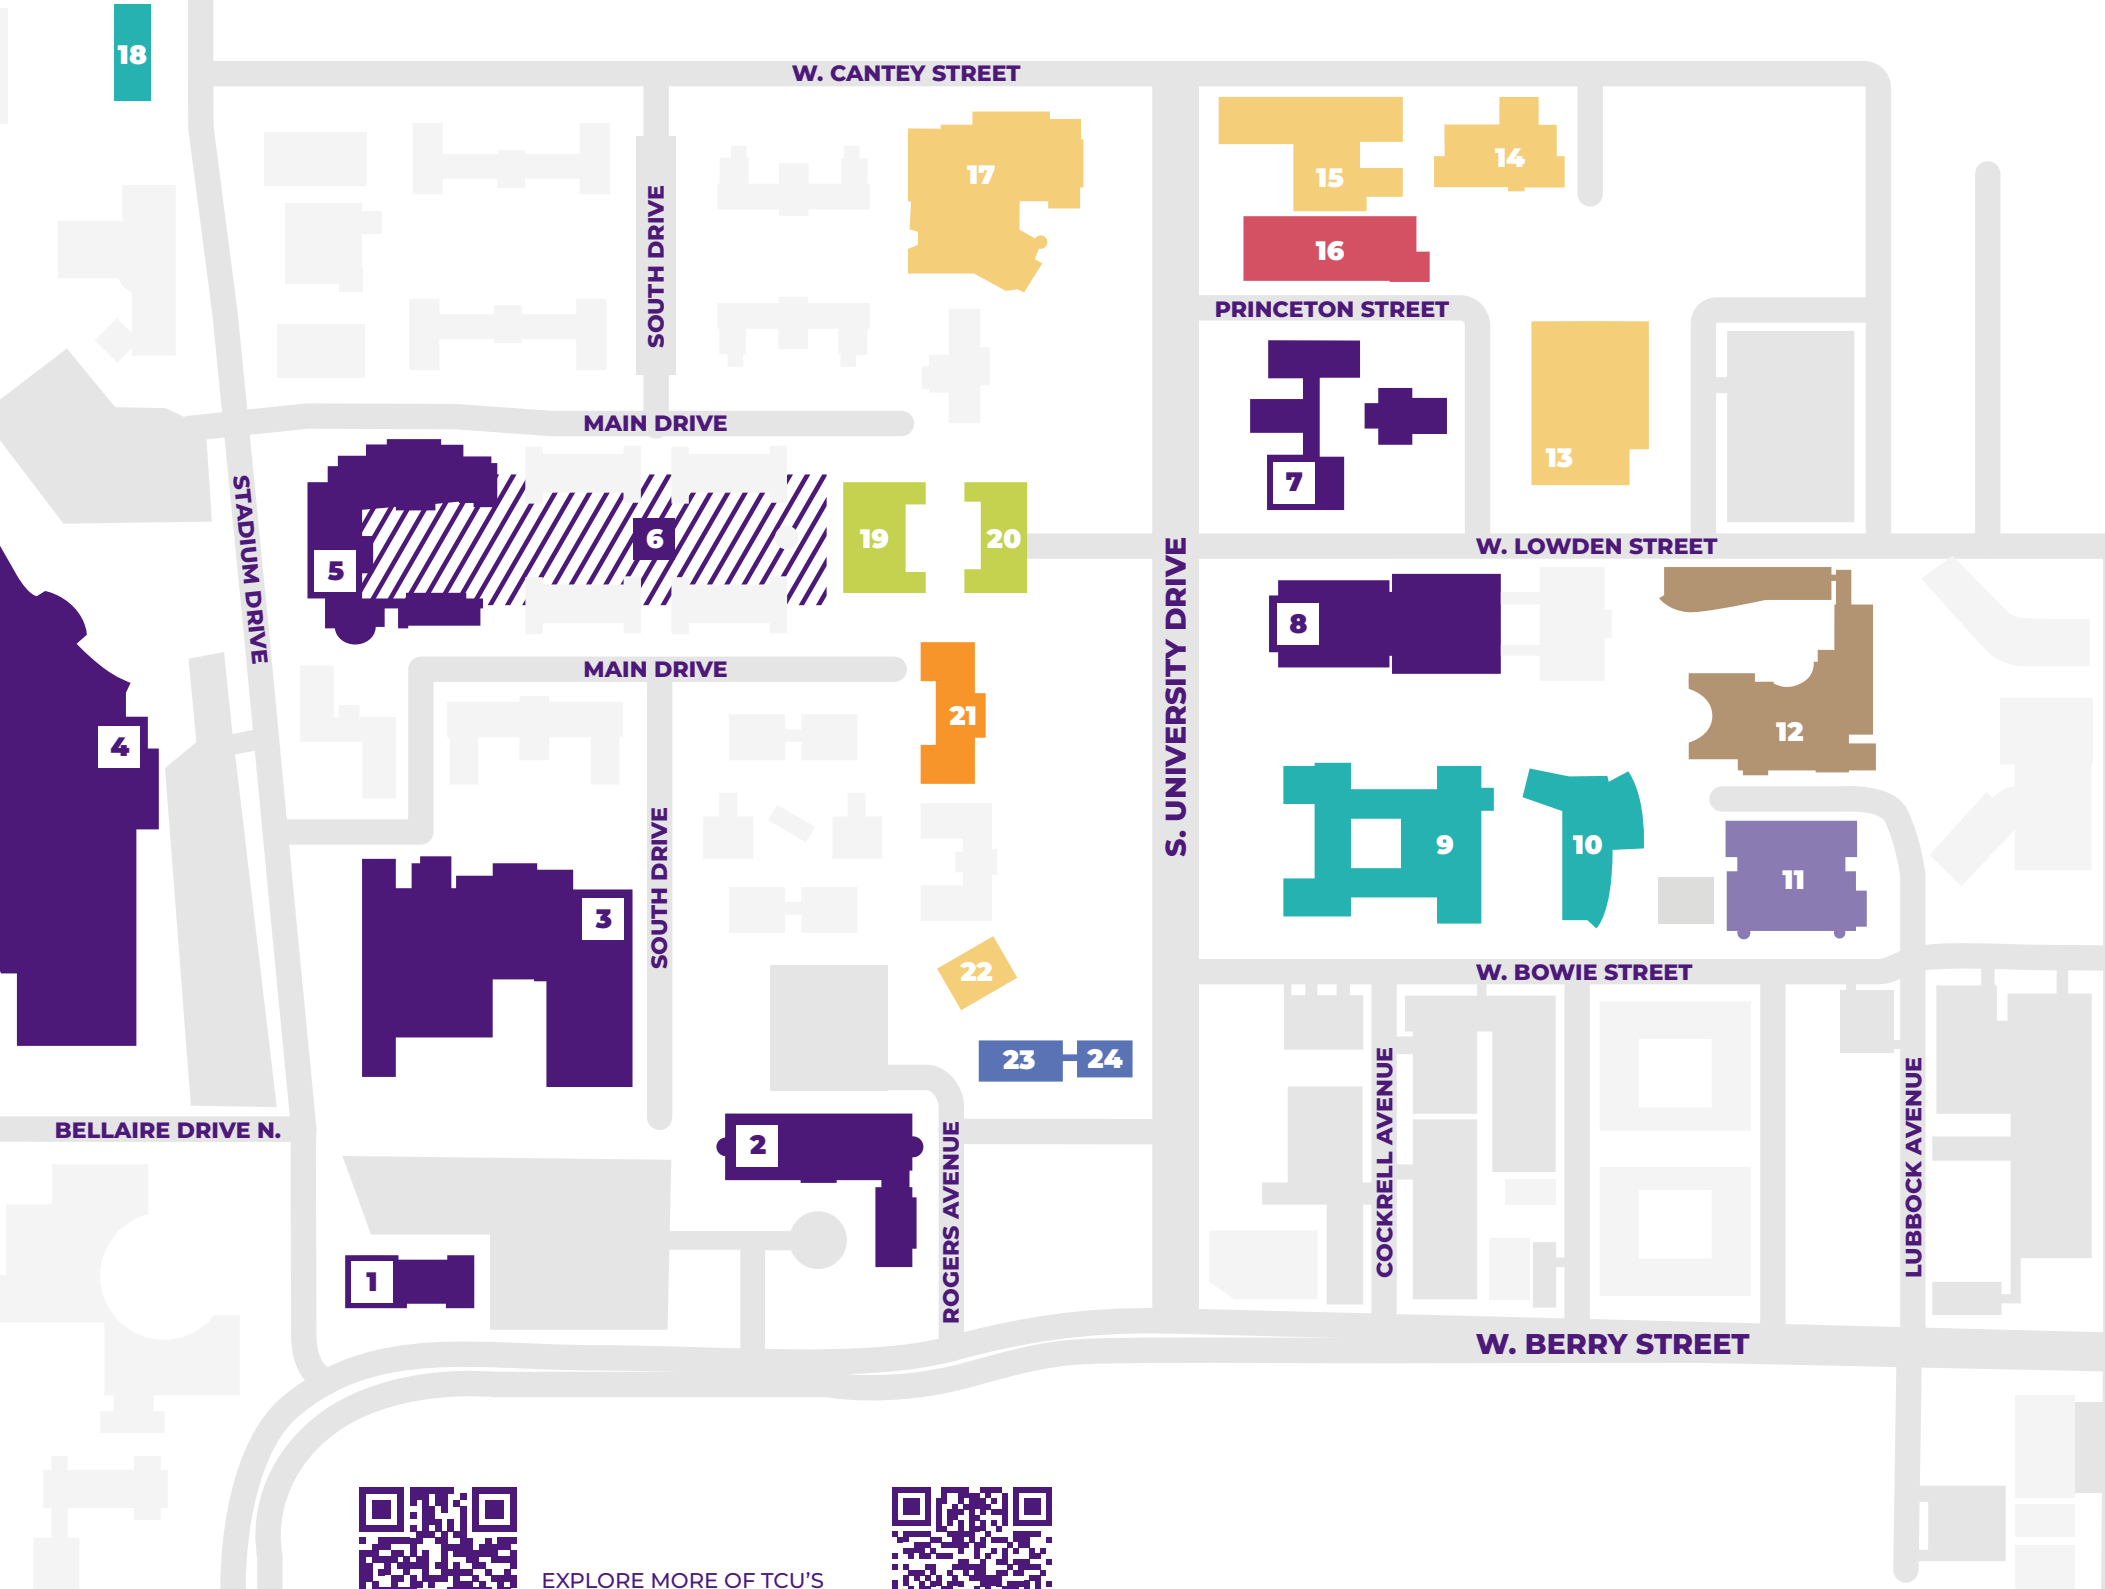 18
W. CANTEY STREET
17
15
14
16
SOUTH DRIVE
PRINCETON STREET
MAIN DRIVE
13
7
STADIUM DRIVE
5
6
19
20
S. UNIVERSITY DRIVE
W. LOWDEN STREET
8
MAIN DRIVE
21
12
4
9
10
11
3
SOUTH DRIVE
22
W. BOWIE STREET
23
24
BELLAIRE DRIVE N.
2
ROGERS AVENUE
COCKRELL AVENUE
LUBBOCK AVENUE
1
W. BERRY STREET
EXPLORE MORE OF TCU'S